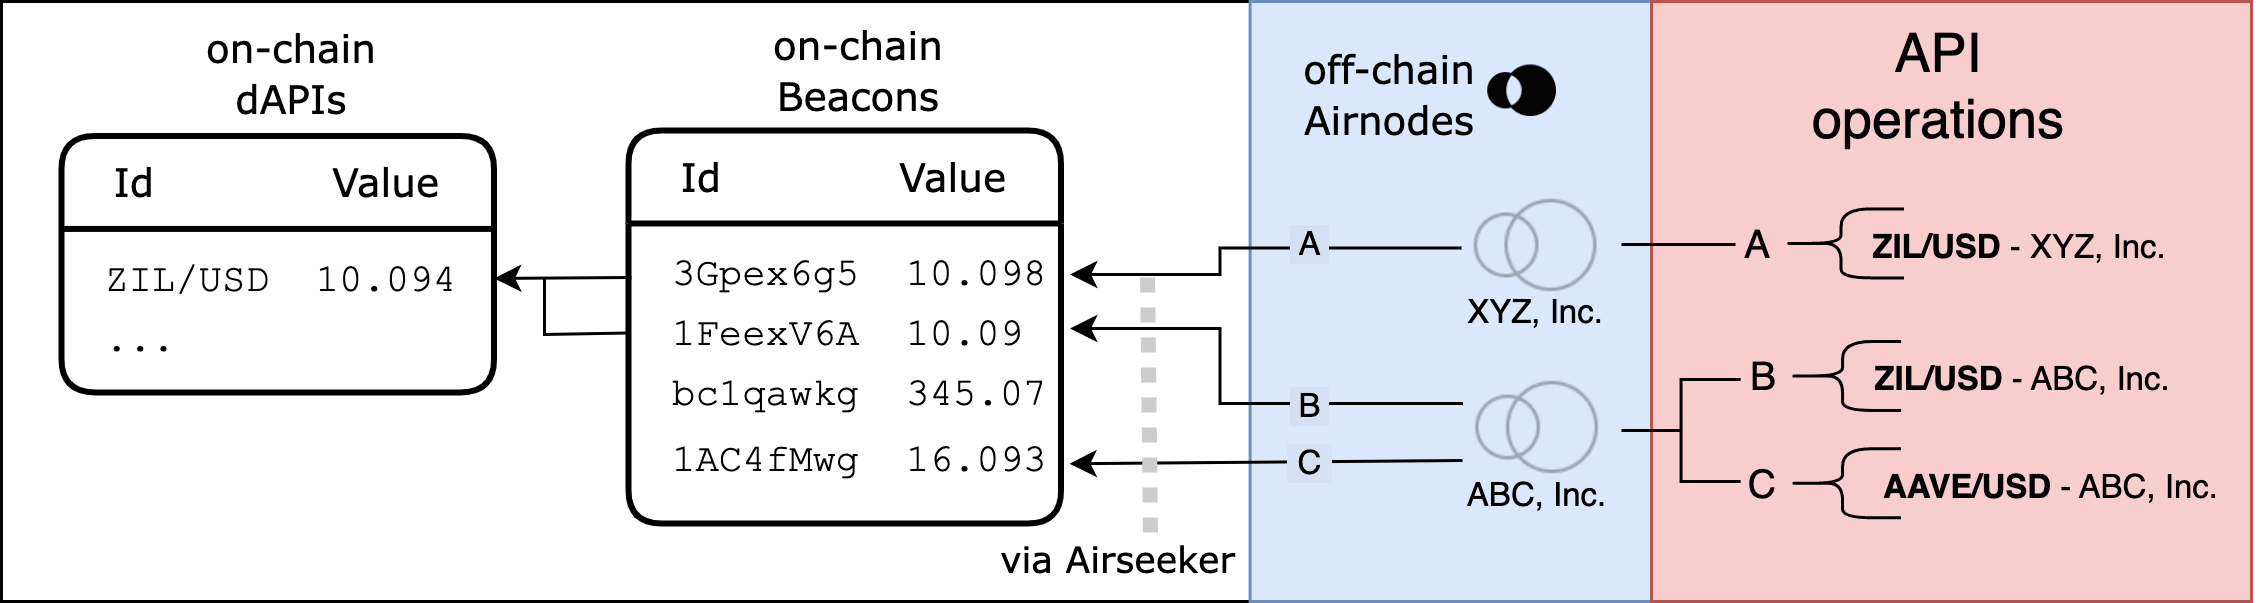 on-chain
dAPIs
Id Value
ZIL/USD 10.094
...
on-chain
Beacons
Id Value
3Gpex6g5 10.098
1FeexV6A 10.09
bc1qawkg 345.07
1AC4fMwg 16.093
via Airseeker
off-chain
Airnodes
A
XYZ, Inc.
B
C
ABC, Inc.
API
operations
A ZIL/USD - XYZ, Inc.
B ZIL/USD - ABC, Inc.
C AAVE/USD - ABC, Inc.